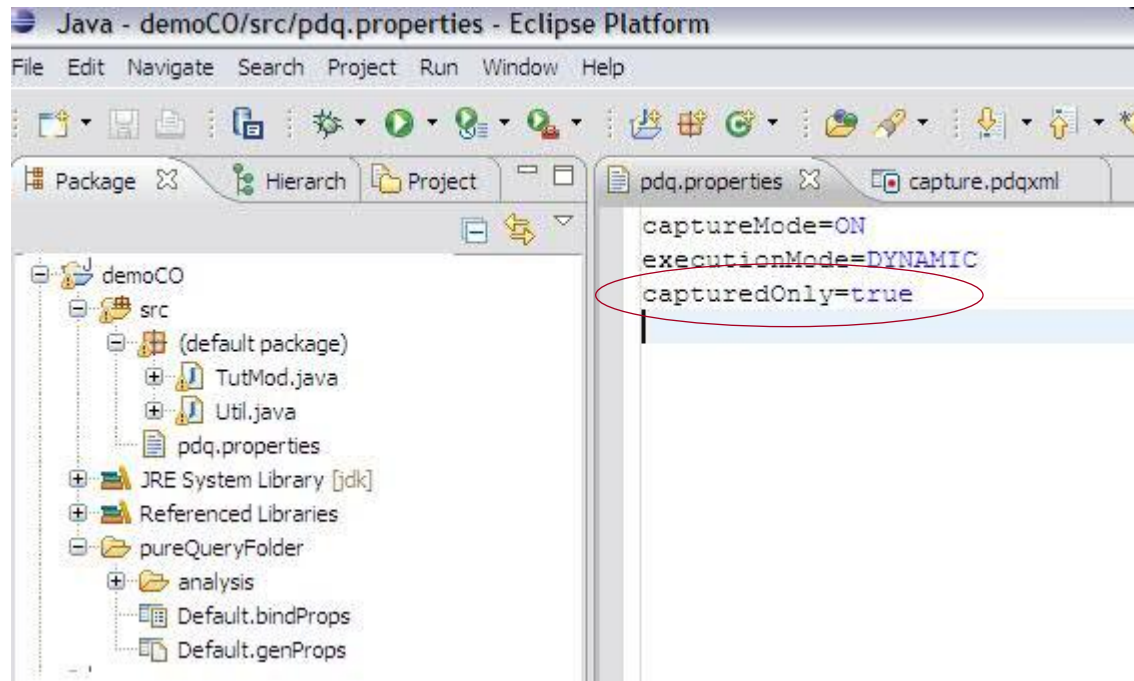 Java - demoCO/src/pdq.properties - Eclipse Platform
File Edit Navigate Search Project Run Window Help
Package Hierarch Project
demoCO
src
(default package)
TutMod.java
Util.java
pdq.properties
JRE System Library [jdk]
Referenced Libraries
pureQueryFolder
analysis
Default.bindProps
Default.genProps
pdq.properties capture.pdqxml
captureMode=ON
executionMode=DYNAMIC
capturedOnly=true